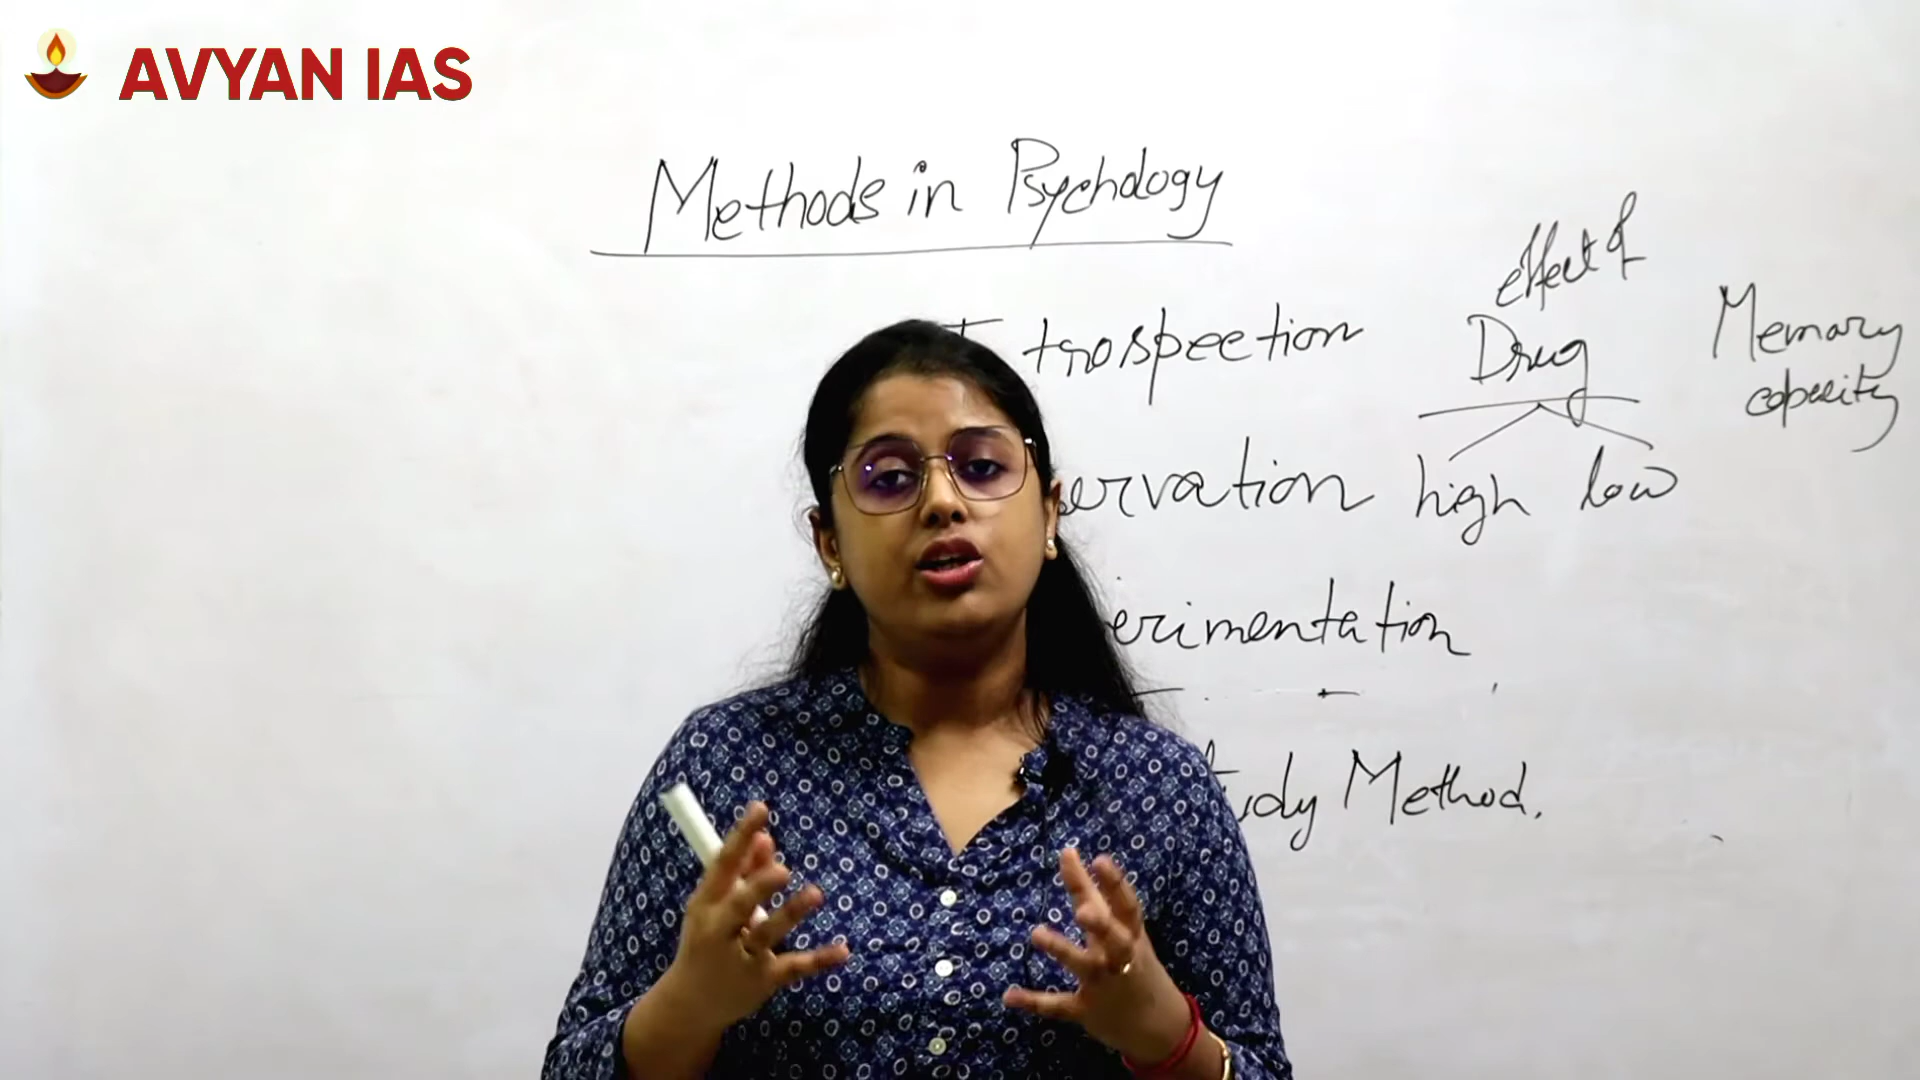 AVYAN IAS
Methods in Psychology
trospection
ervation
erimentation
tudy Method.
effect of
Drug
high low
Memory
capacity